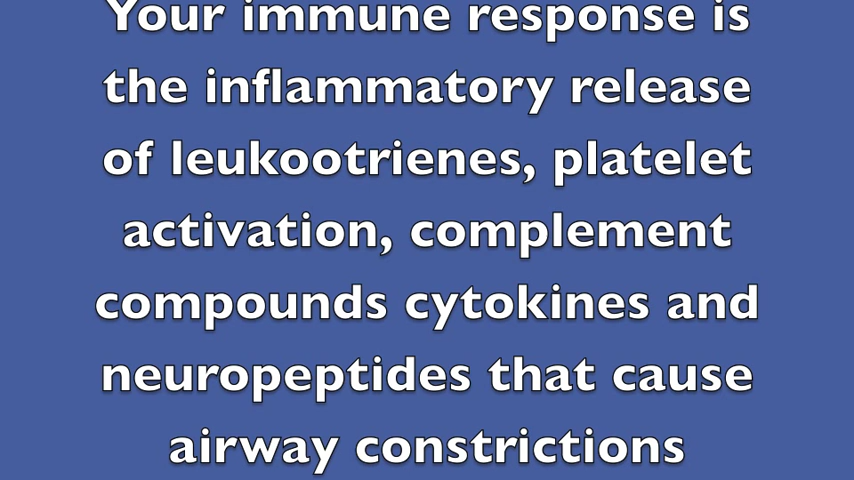 Your immune response is
the inflammatory release
of leukootrienes, platelet
activation, complement
compounds cytokines and
neuropeptides that cause
airway constrictions